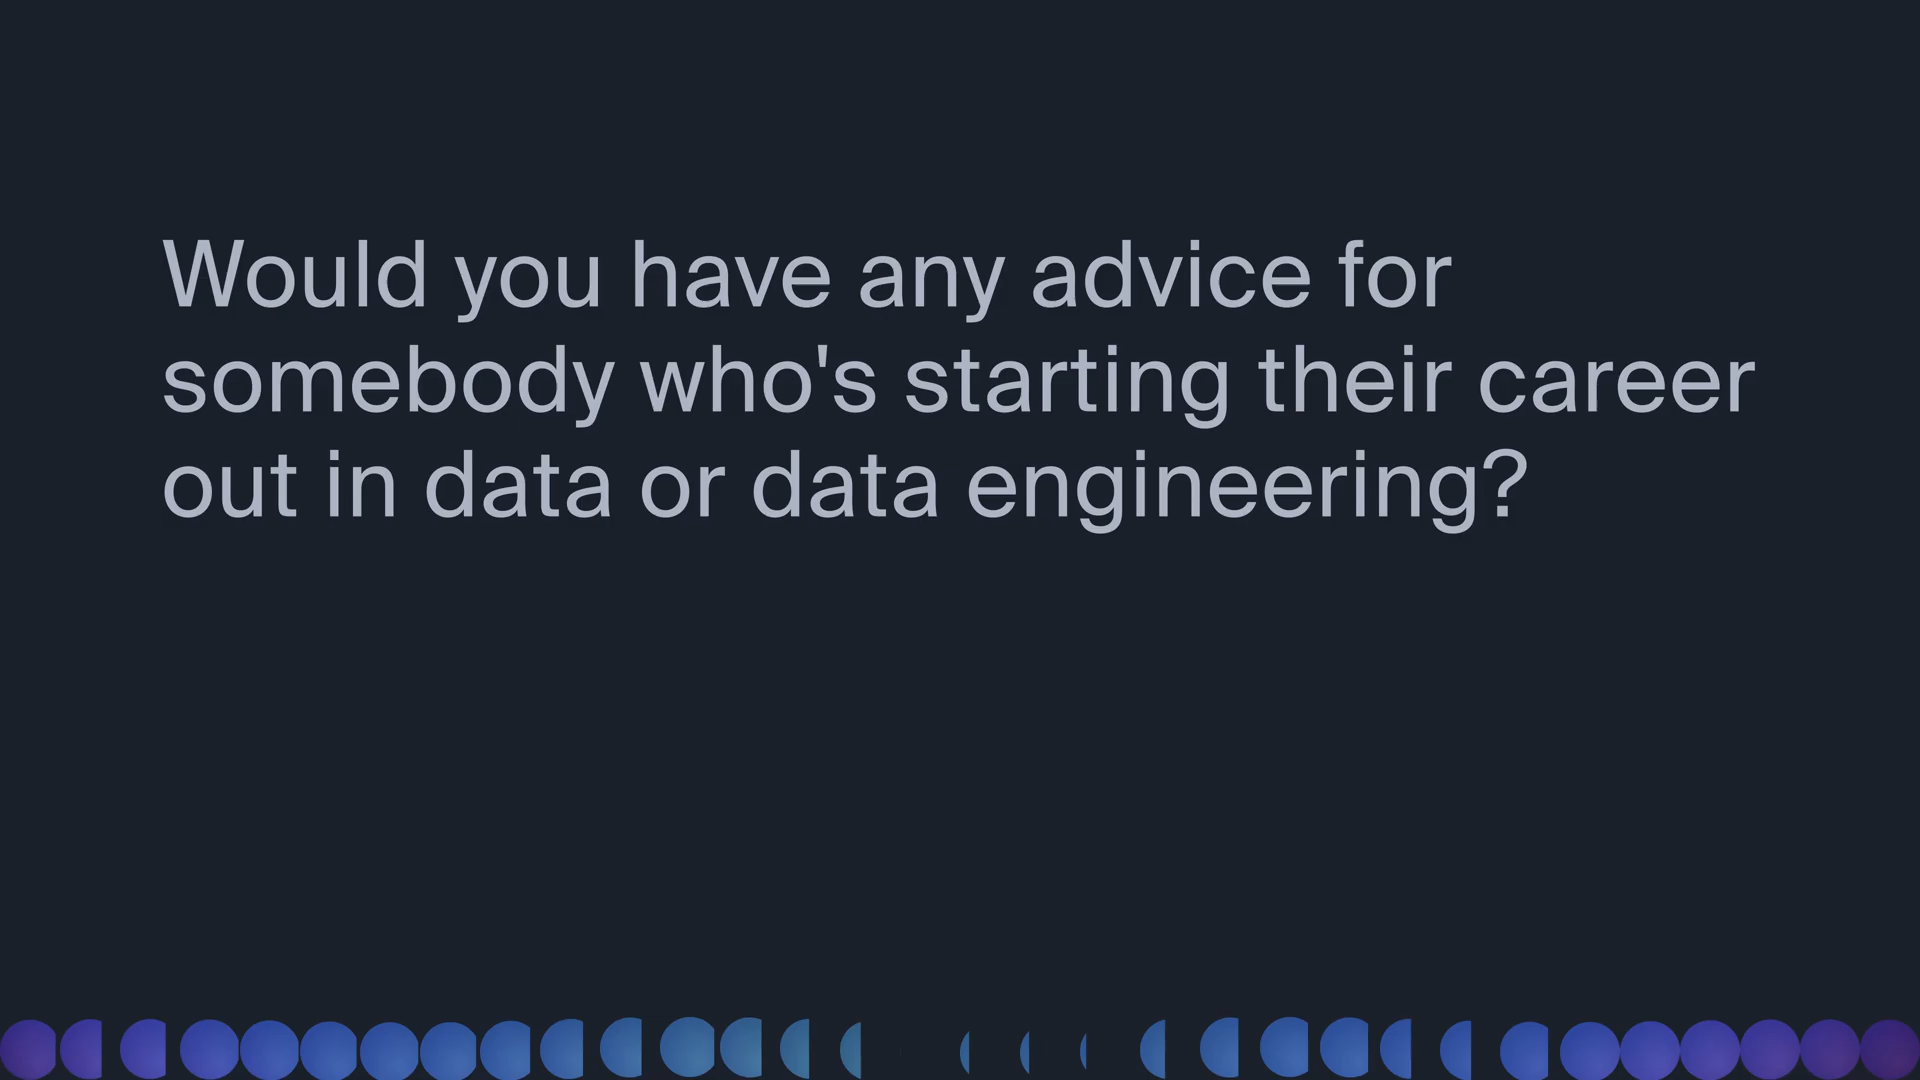 Would you have any advice for
somebody who's starting their career
out in data or data engineering?